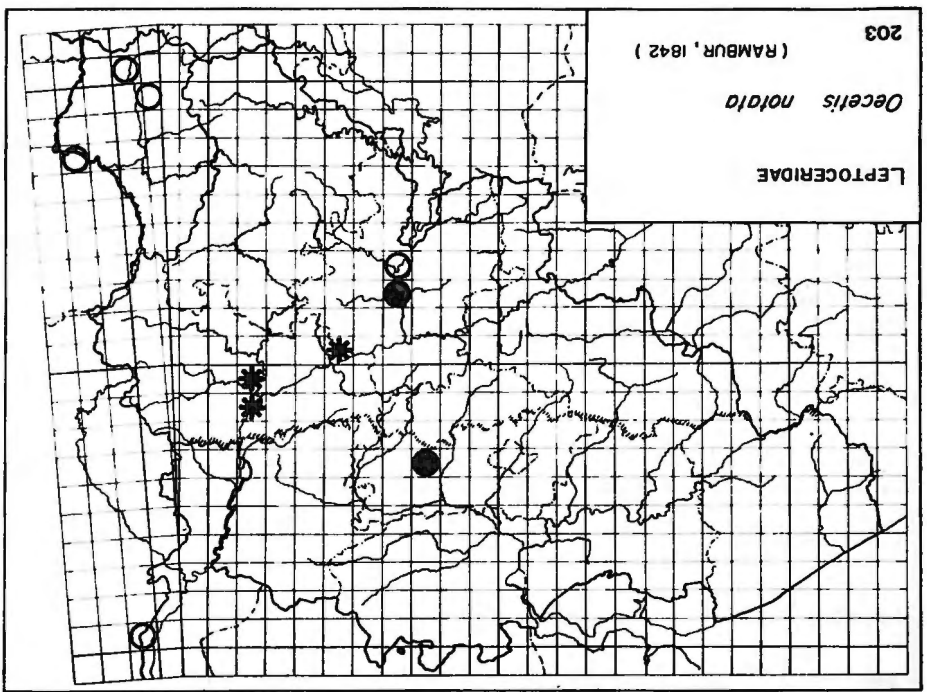 LEPTOCERIDAE
Oecetis notata
(RAMBUR, 1842)
203